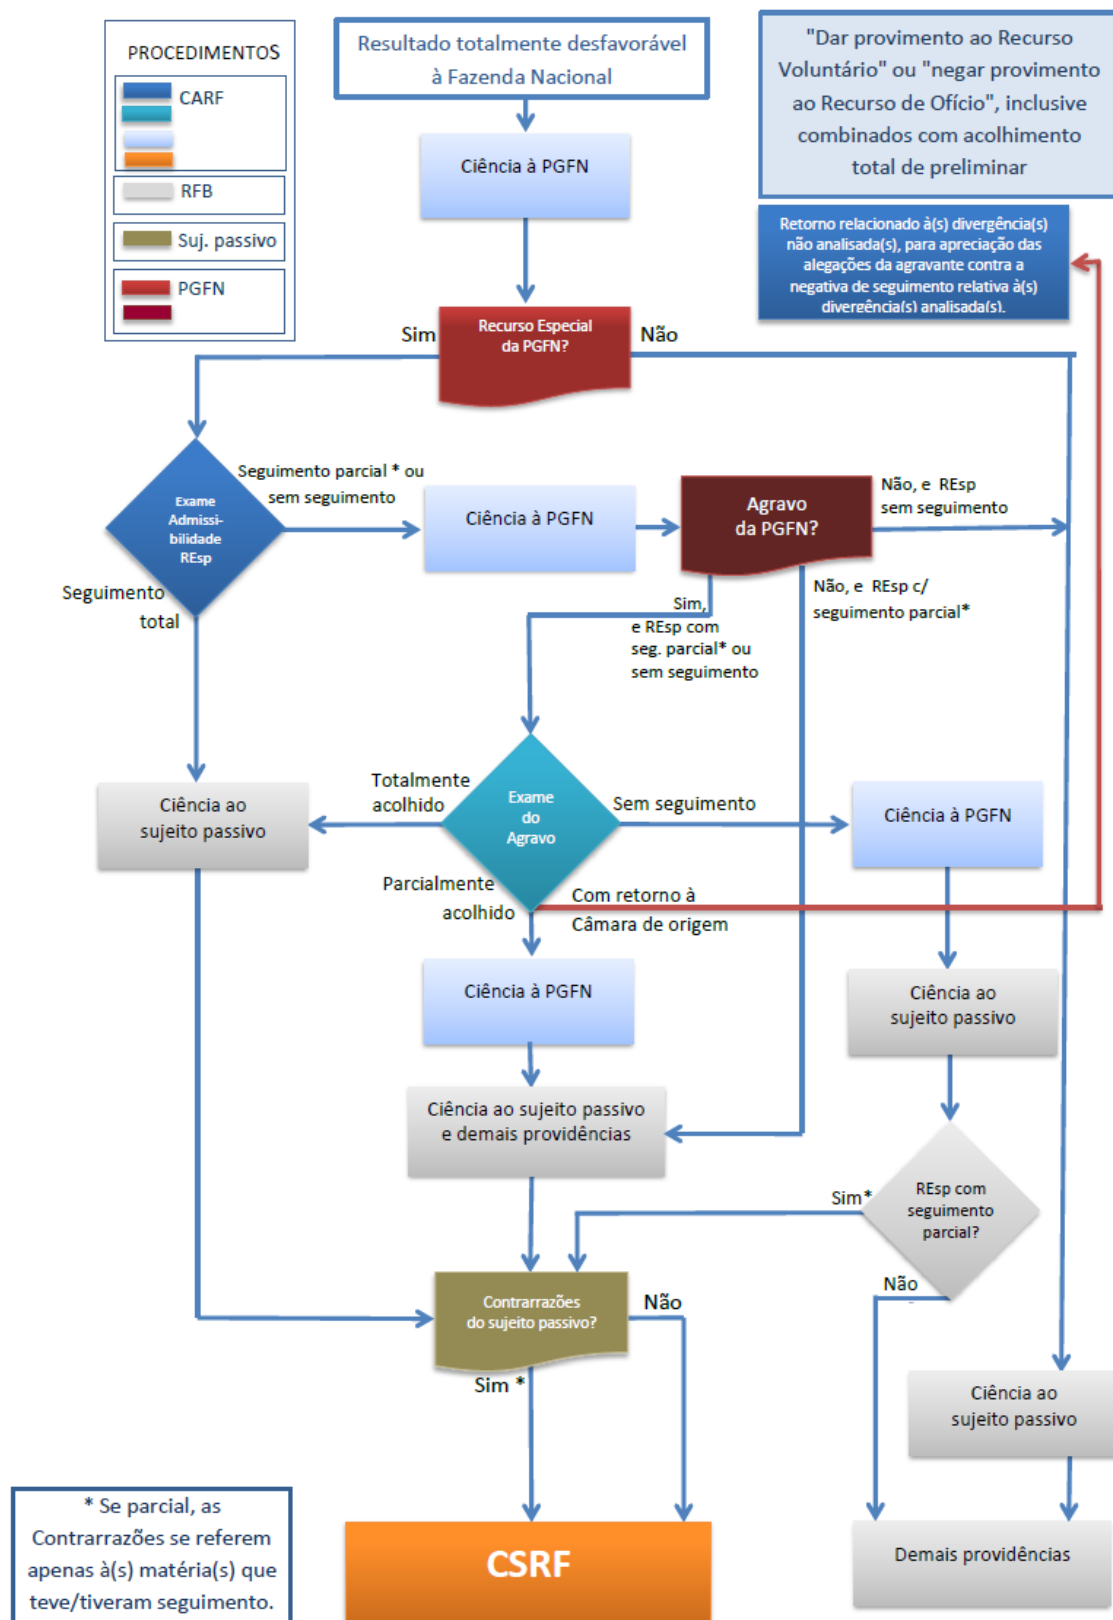 PROCEDIMENTOS
CARF
RFB
Suj. passivo
PGFN
Resultado totalmente desfavorável
à Fazenda Nacional
"Dar provimento ao Recurso
Voluntário" ou "negar provimento
ao Recurso de Ofício", inclusive
combinados com acolhimento
total de preliminar
Ciência à PGFN
Retorno relacionado à(s) divergência(s)
não analisada(s), para apreciação das
alegações da agravante contra a
negativa de seguimento relativa à(s)
divergência(s) analisada(s).
Sim
Recurso Especial
da PGFN?
Não
Exame
Admissi-
bilidade
REsp
Seguimento parcial * ou
sem seguimento
Ciência à PGFN
Agravo
da PGFN?
Não, e REsp
sem seguimento
Seguimento
total
Sim,
e REsp com
seg. parcial* ou
sem seguimento
Não, e REsp c/
seguimento parcial*
Ciência ao
sujeito passivo
Totalmente
acolhido
Exame
do
Agravo
Sem seguimento
Ciência à PGFN
Parcialmente
acolhido
Com retorno à
Câmara de origem
Ciência à PGFN
Ciência ao
sujeito passivo
Ciência ao sujeito passivo
e demais providências
Sim*
REsp com
seguimento
parcial?
Não
Contrarrazões
do sujeito passivo?
Não
Sim *
Ciência ao
sujeito passivo
* Se parcial, as
Contrarrazões se referem
apenas à(s) matéria(s) que
teve/tiveram seguimento.
CSRF
Demais providências